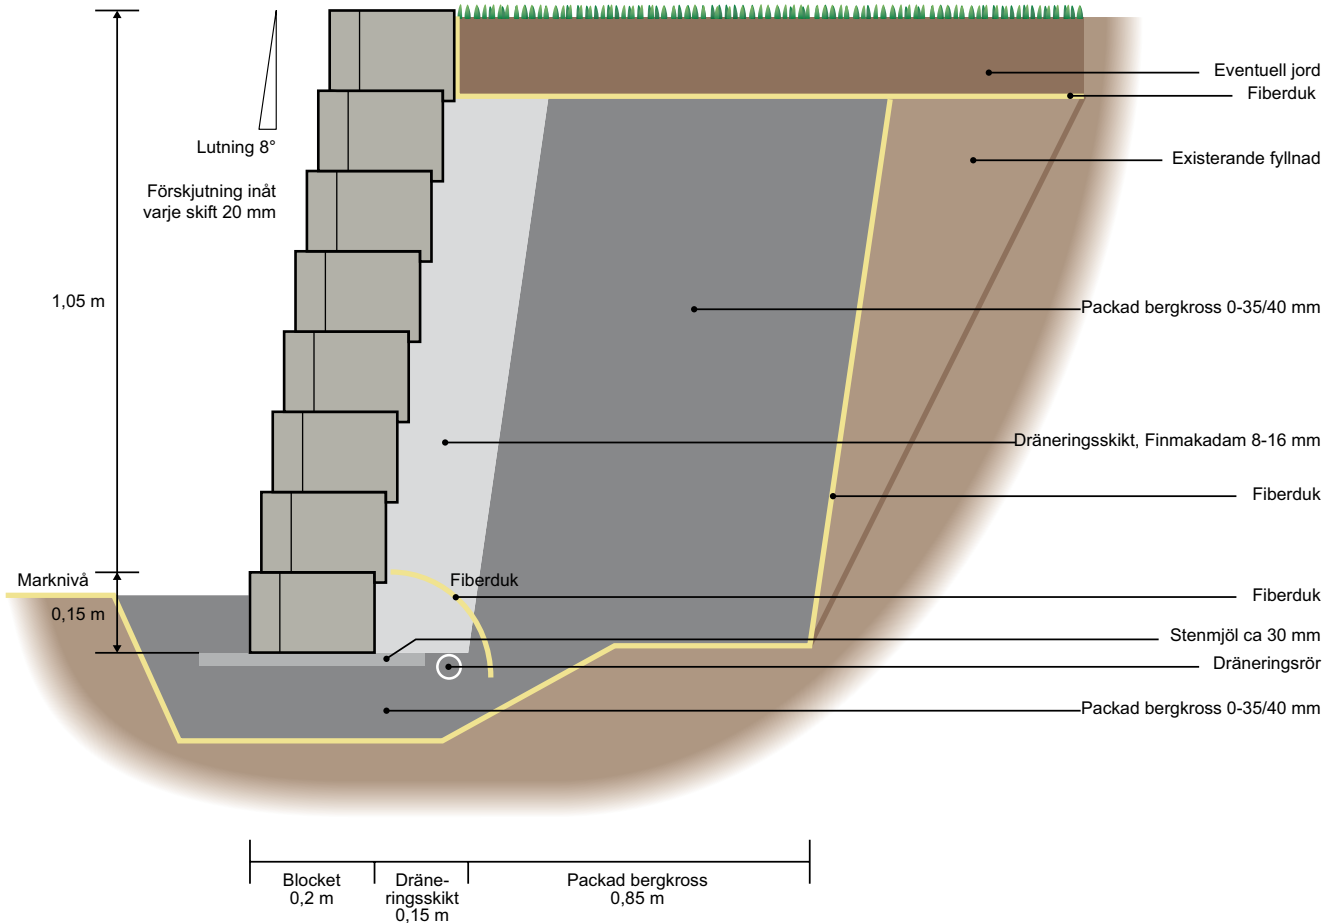 Eventuell jord
Fiberduk
Lutning 8°
Existerande fyllnad
Förskjutning inåt
varje skift 20 mm
1,05 m
Packad bergkross 0-35/40 mm
Dräneringsskikt, Finmakadam 8-16 mm
Fiberduk
Marknivå
Fiberduk
Fiberduk
0,15 m
Stenmjöl ca 30 mm
Dräneringsrör
Packad bergkross 0-35/40 mm
Blocket
0,2 m
Dräne-
ringsskikt
0,15 m
Packad bergkross
0,85 m